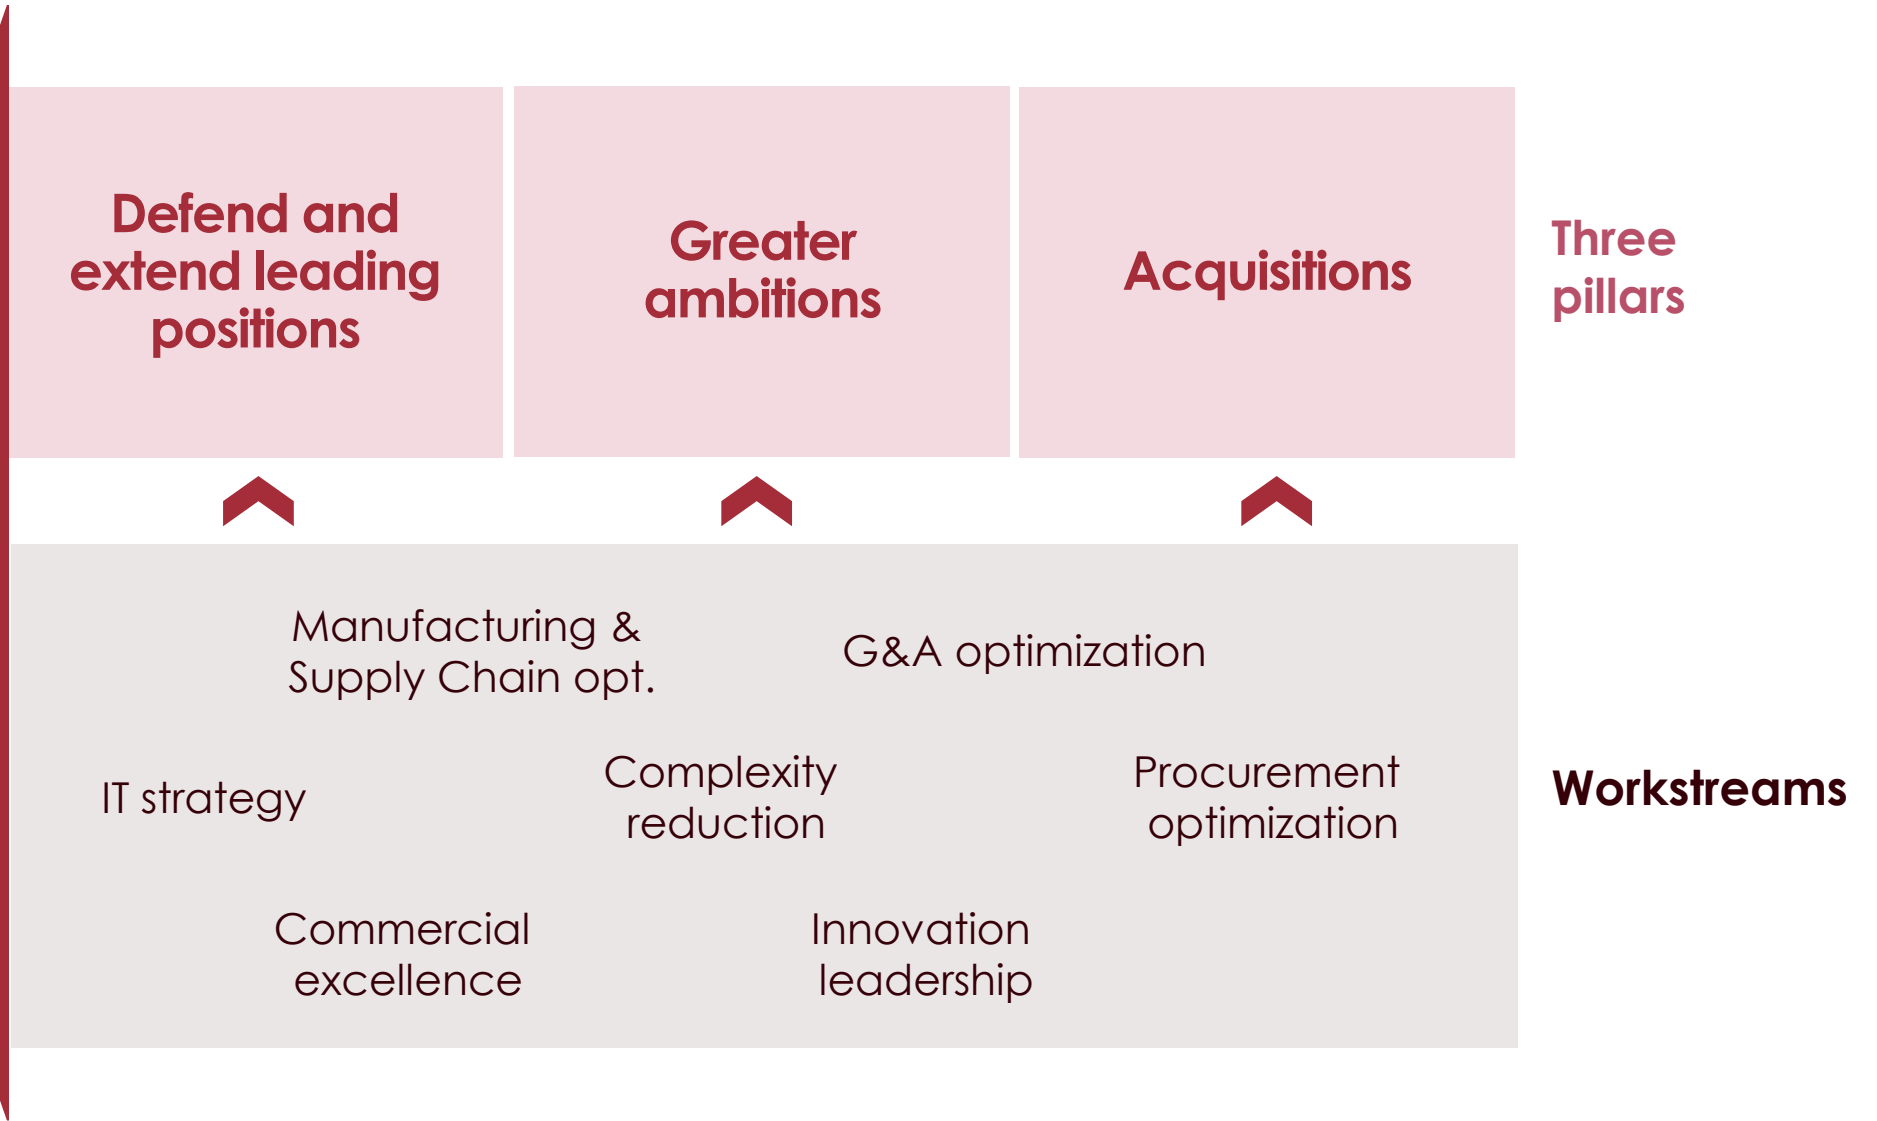 Defend and
extend leading
positions
Greater
ambitions
Acquisitions
Three
pillars
Manufacturing &
Supply Chain opt.
G&A optimization
IT strategy
Complexity
reduction
Procurement
optimization
Workstreams
Commercial
excellence
Innovation
leadership